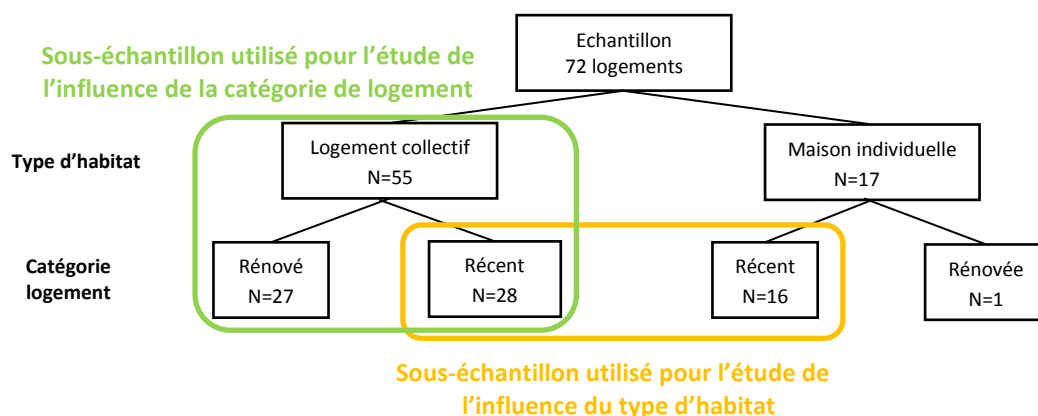 Sous-échantillon utilisé pour l'étude de
l'influence de la catégorie de logement
Echantillon
72 logements
Type d'habitat
Logement collectif
N=55
Maison individuelle
N=17
Catégorie
logement
Rénové
N=27
Récent
N=28
Récent
N=16
Rénovée
N=1
Sous-échantillon utilisé pour l'étude de
l'influence du type d'habitat